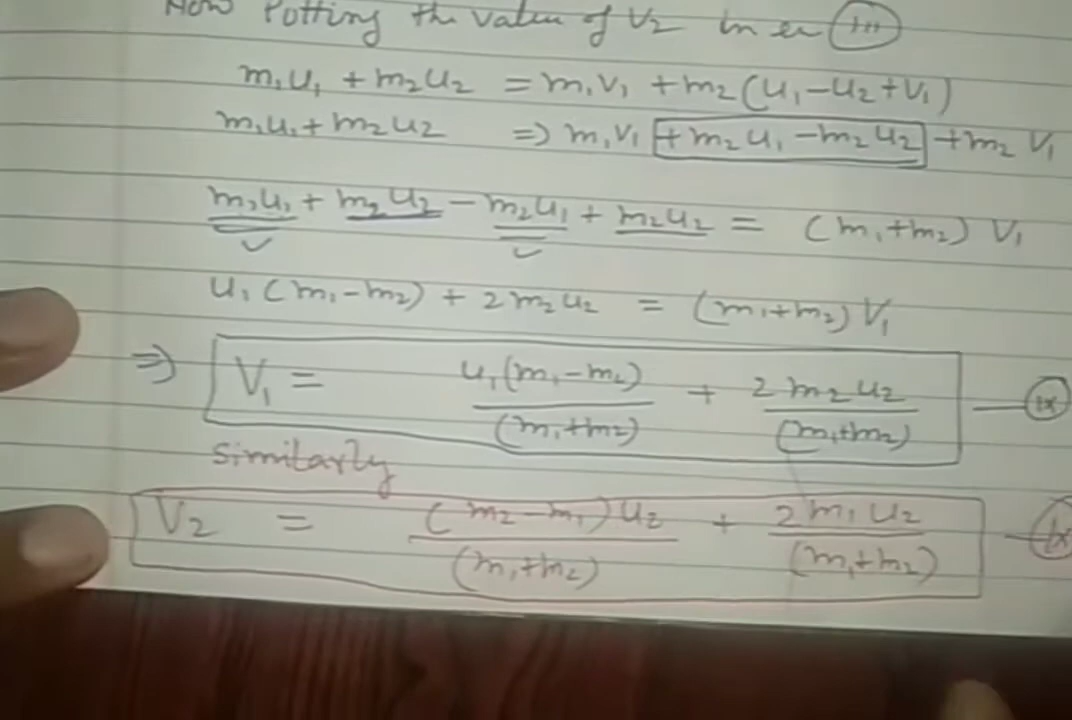 Now Putting the value of V2 in en (iii)
m1u1 + m2u2 = m1v1 + m2(u1-u2+v1)
m1u1 + m2u2 => m1v1 +m2u1 -m2u2 +m2 v1
m1u1 + m2u2 - m2u1 + m2u2 = (m1+m2) V1
u1(m1-m2) + 2m2u2 = (m1+m2)V1
=> V1 = u1(m1-m2)/(m1+m2) + 2m2u2/(m1+m2)
Similarly
V2 = (m2-m1)u2/(m1+m2) + 2m1u2/(m1+m2)